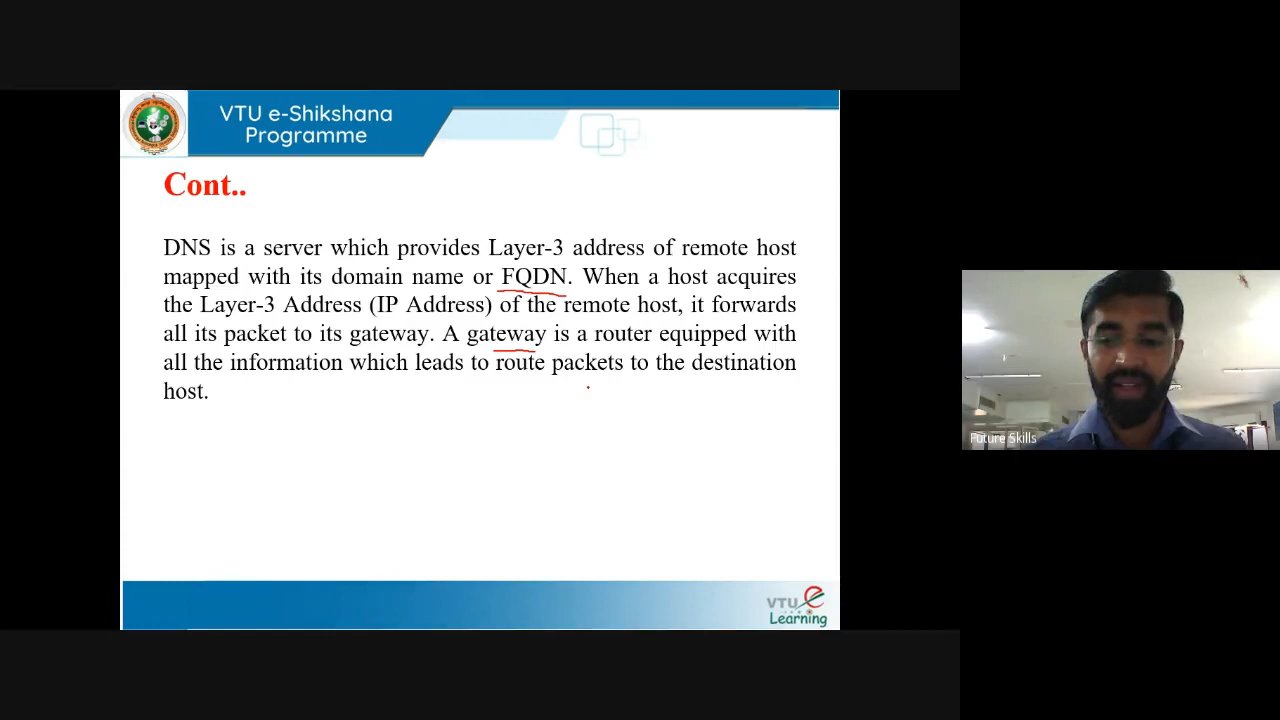 VTU e-Shikshana
Programme
Cont..
DNS is a server which provides Layer-3 address of remote host
mapped with its domain name or FQDN. When a host acquires
the Layer-3 Address (IP Address) of the remote host, it forwards
all its packet to its gateway. A gateway is a router equipped with
all the information which leads to route packets to the destination
host.
Future Skills
VTU e
Learning